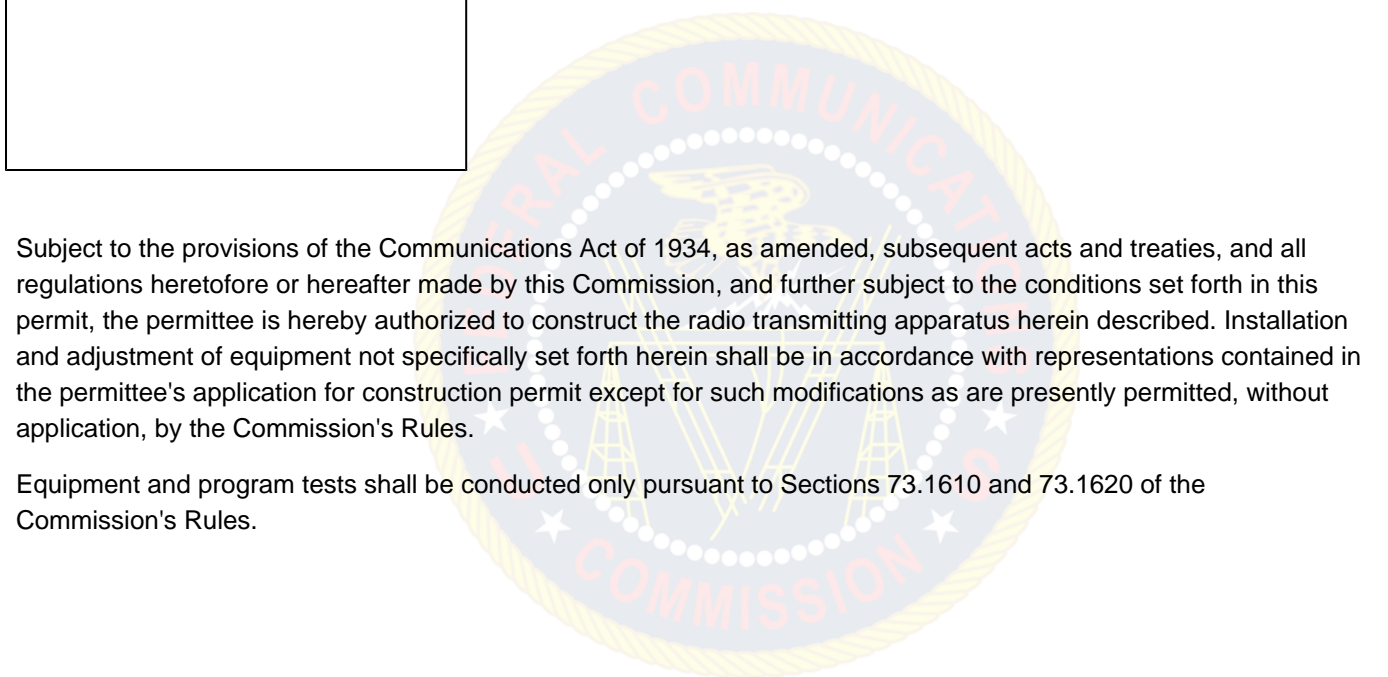 Subject to the provisions of the Communications Act of 1934, as amended, subsequent acts and treaties, and all
regulations heretofore or hereafter made by this Commission, and further subject to the conditions set forth in this
permit, the permittee is hereby authorized to construct the radio transmitting apparatus herein described. Installation
and adjustment of equipment not specifically set forth herein shall be in accordance with representations contained in
the permittee's application for construction permit except for such modifications as are presently permitted, without
application, by the Commission's Rules.
Equipment and program tests shall be conducted only pursuant to Sections 73.1610 and 73.1620 of the
Commission's Rules.
FEDERAL COMMUNICATIONS
U S
COMMISSION